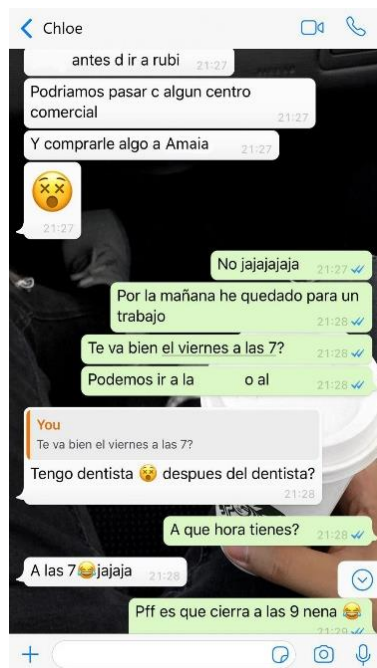 Chloe
antes d ir a rubi 21:27
Podriamos pasar c algun centro
comercial
21:27
Y comprarle algo a Amaia 21:27
21:27
No jajajajaja 21:27
Por la mañana he quedado para un
trabajo
21:28
Te va bien el viernes a las 7? 21:28
Podemos ir a la o al 21:28
You
Te va bien el viernes a las 7?
Tengo dentista 😵 despues del dentista?
21:28
A que hora tienes? 21:28
A las 7😂jajaja 21:28
Pff es que cierra a las 9 nena 😂
21:29